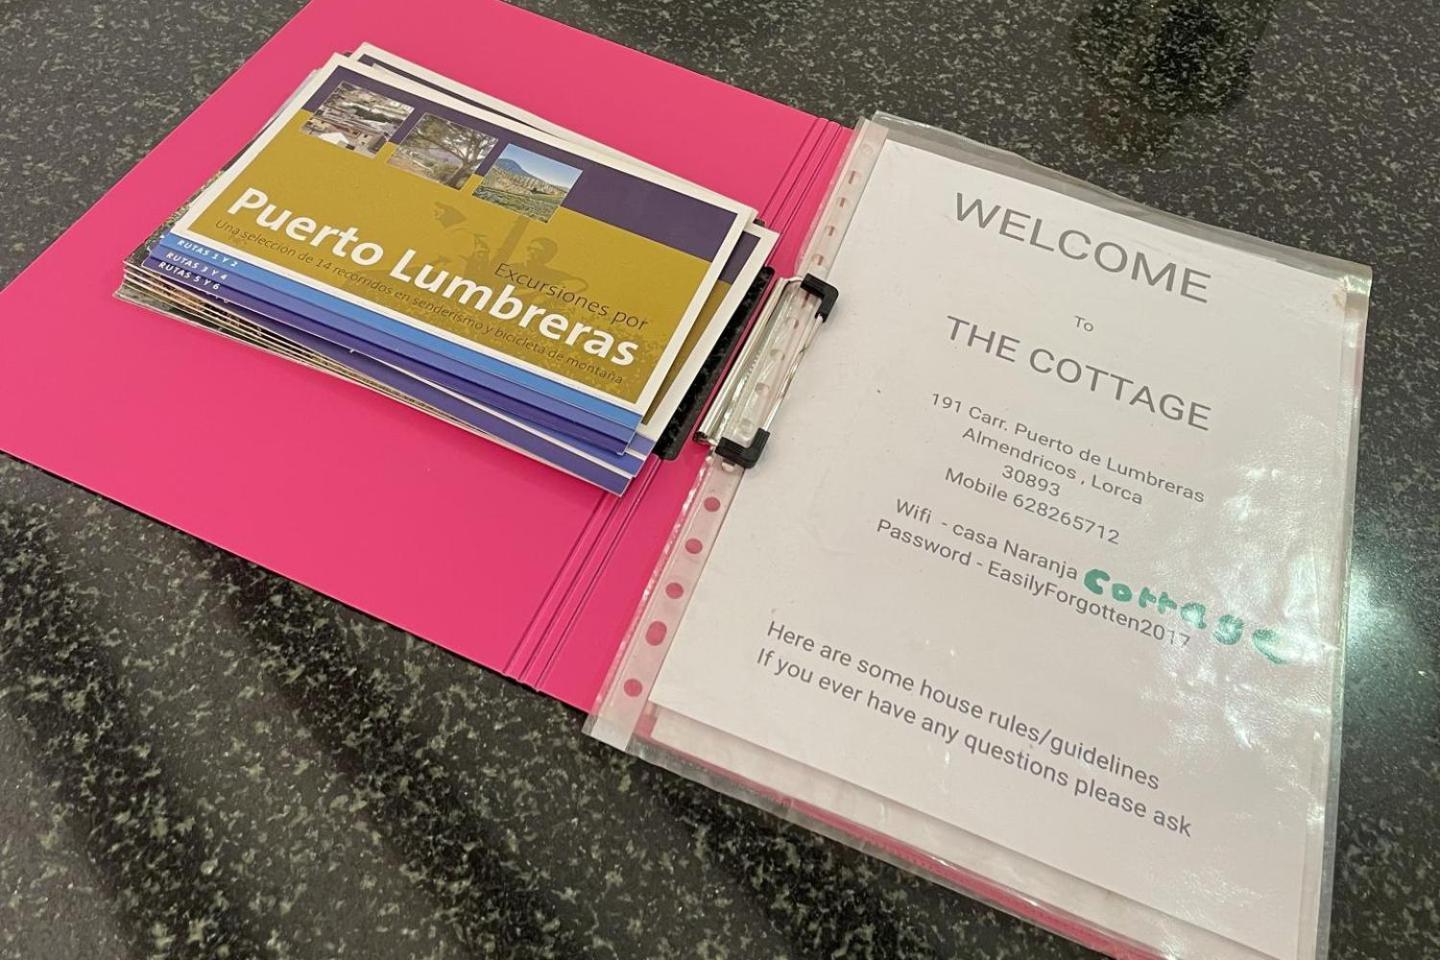 Excursiones por
Puerto Lumbreras
Una selección de 14 recorridos en senderismo y bicicleta de montaña
RUTAS 1 Y 2
RUTAS 3 Y 4
RUTAS 5 Y 6
WELCOME
To
THE COTTAGE
191 Carr. Puerto de Lumbreras
Almendricos , Lorca
30893
Mobile 628265712
Wifi - casa Naranja Cottage
Password - EasilyForgotten2017
Here are some house rules/guidelines
If you ever have any questions please ask